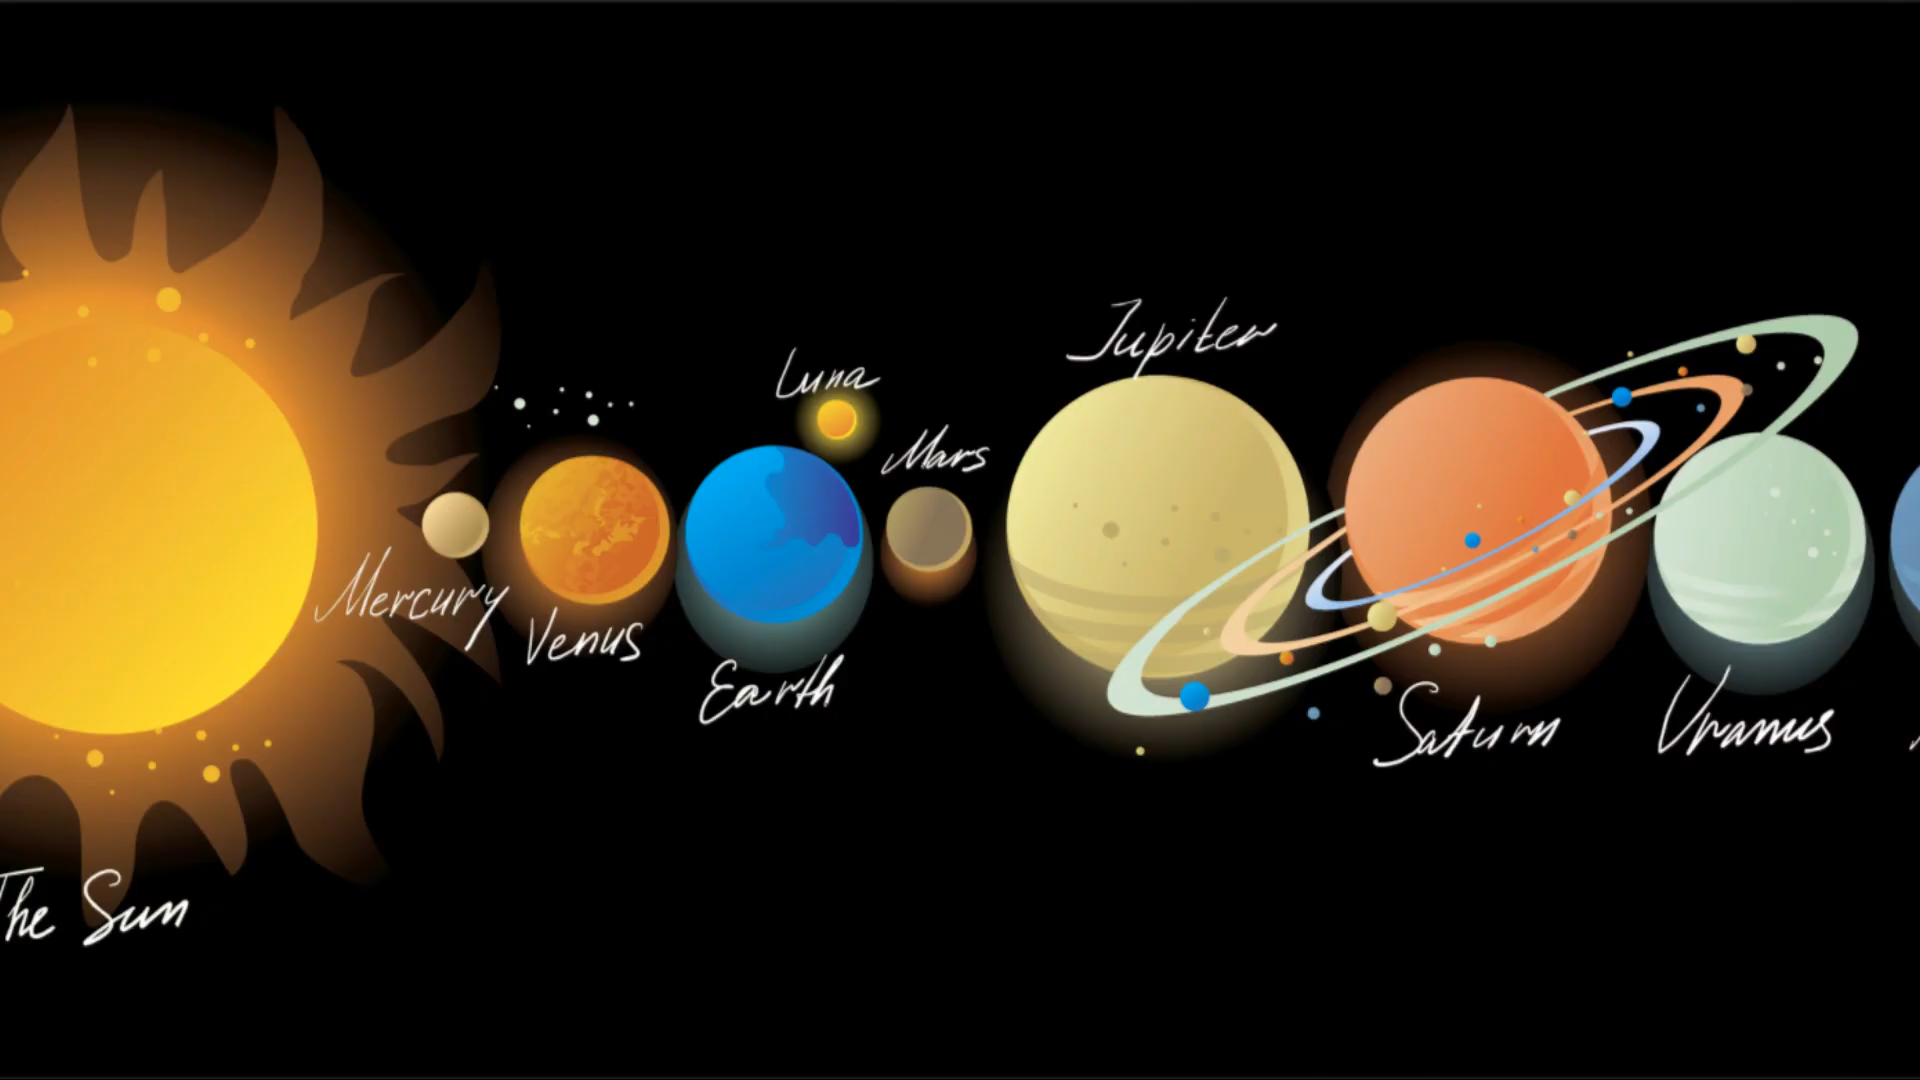 The Sun
Mercury
Venus
Earth
Luna
Mars
Jupiter
Saturn
Uranus